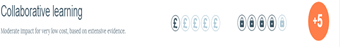 Collaborative learning
Moderate impact for very low cost, based on extensive evidence.
£ £ £ £ £
+5